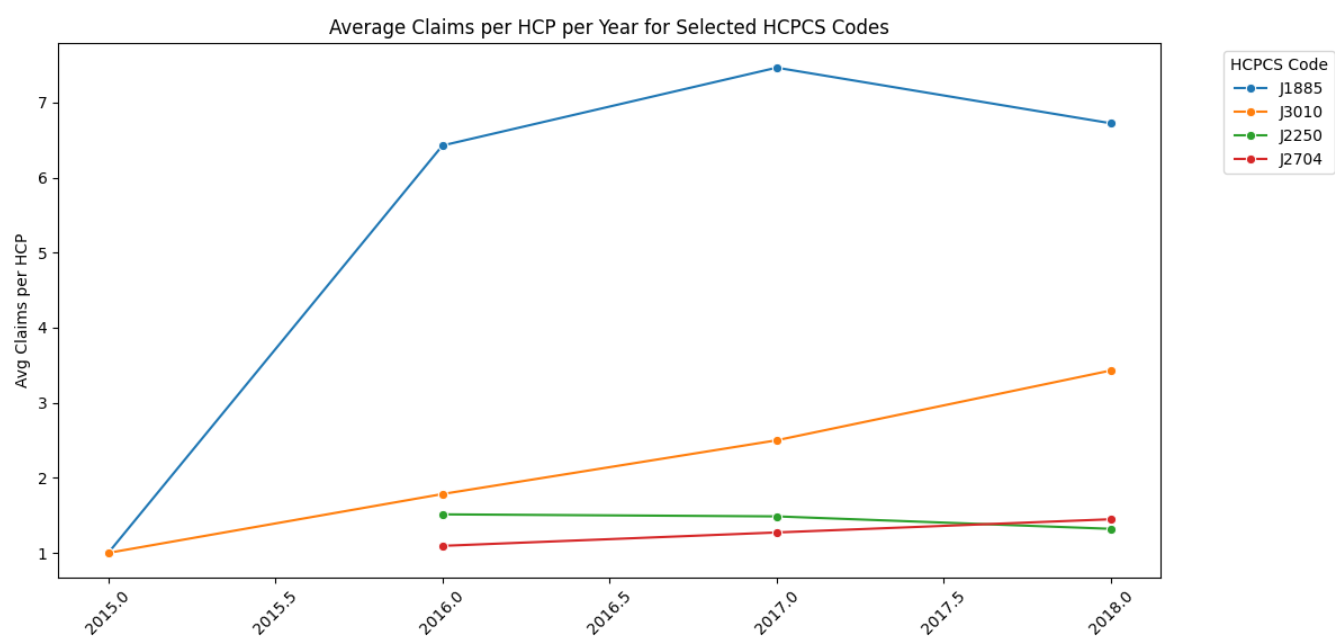 Average Claims per HCP per Year for Selected HCPCS Codes
HCPCS Code
J1885
J3010
J2250
J2704
Avg Claims per HCP
7
6
5
4
3
2
1
2015.0
2015.5
2016.0
2016.5
2017.0
2017.5
2018.0